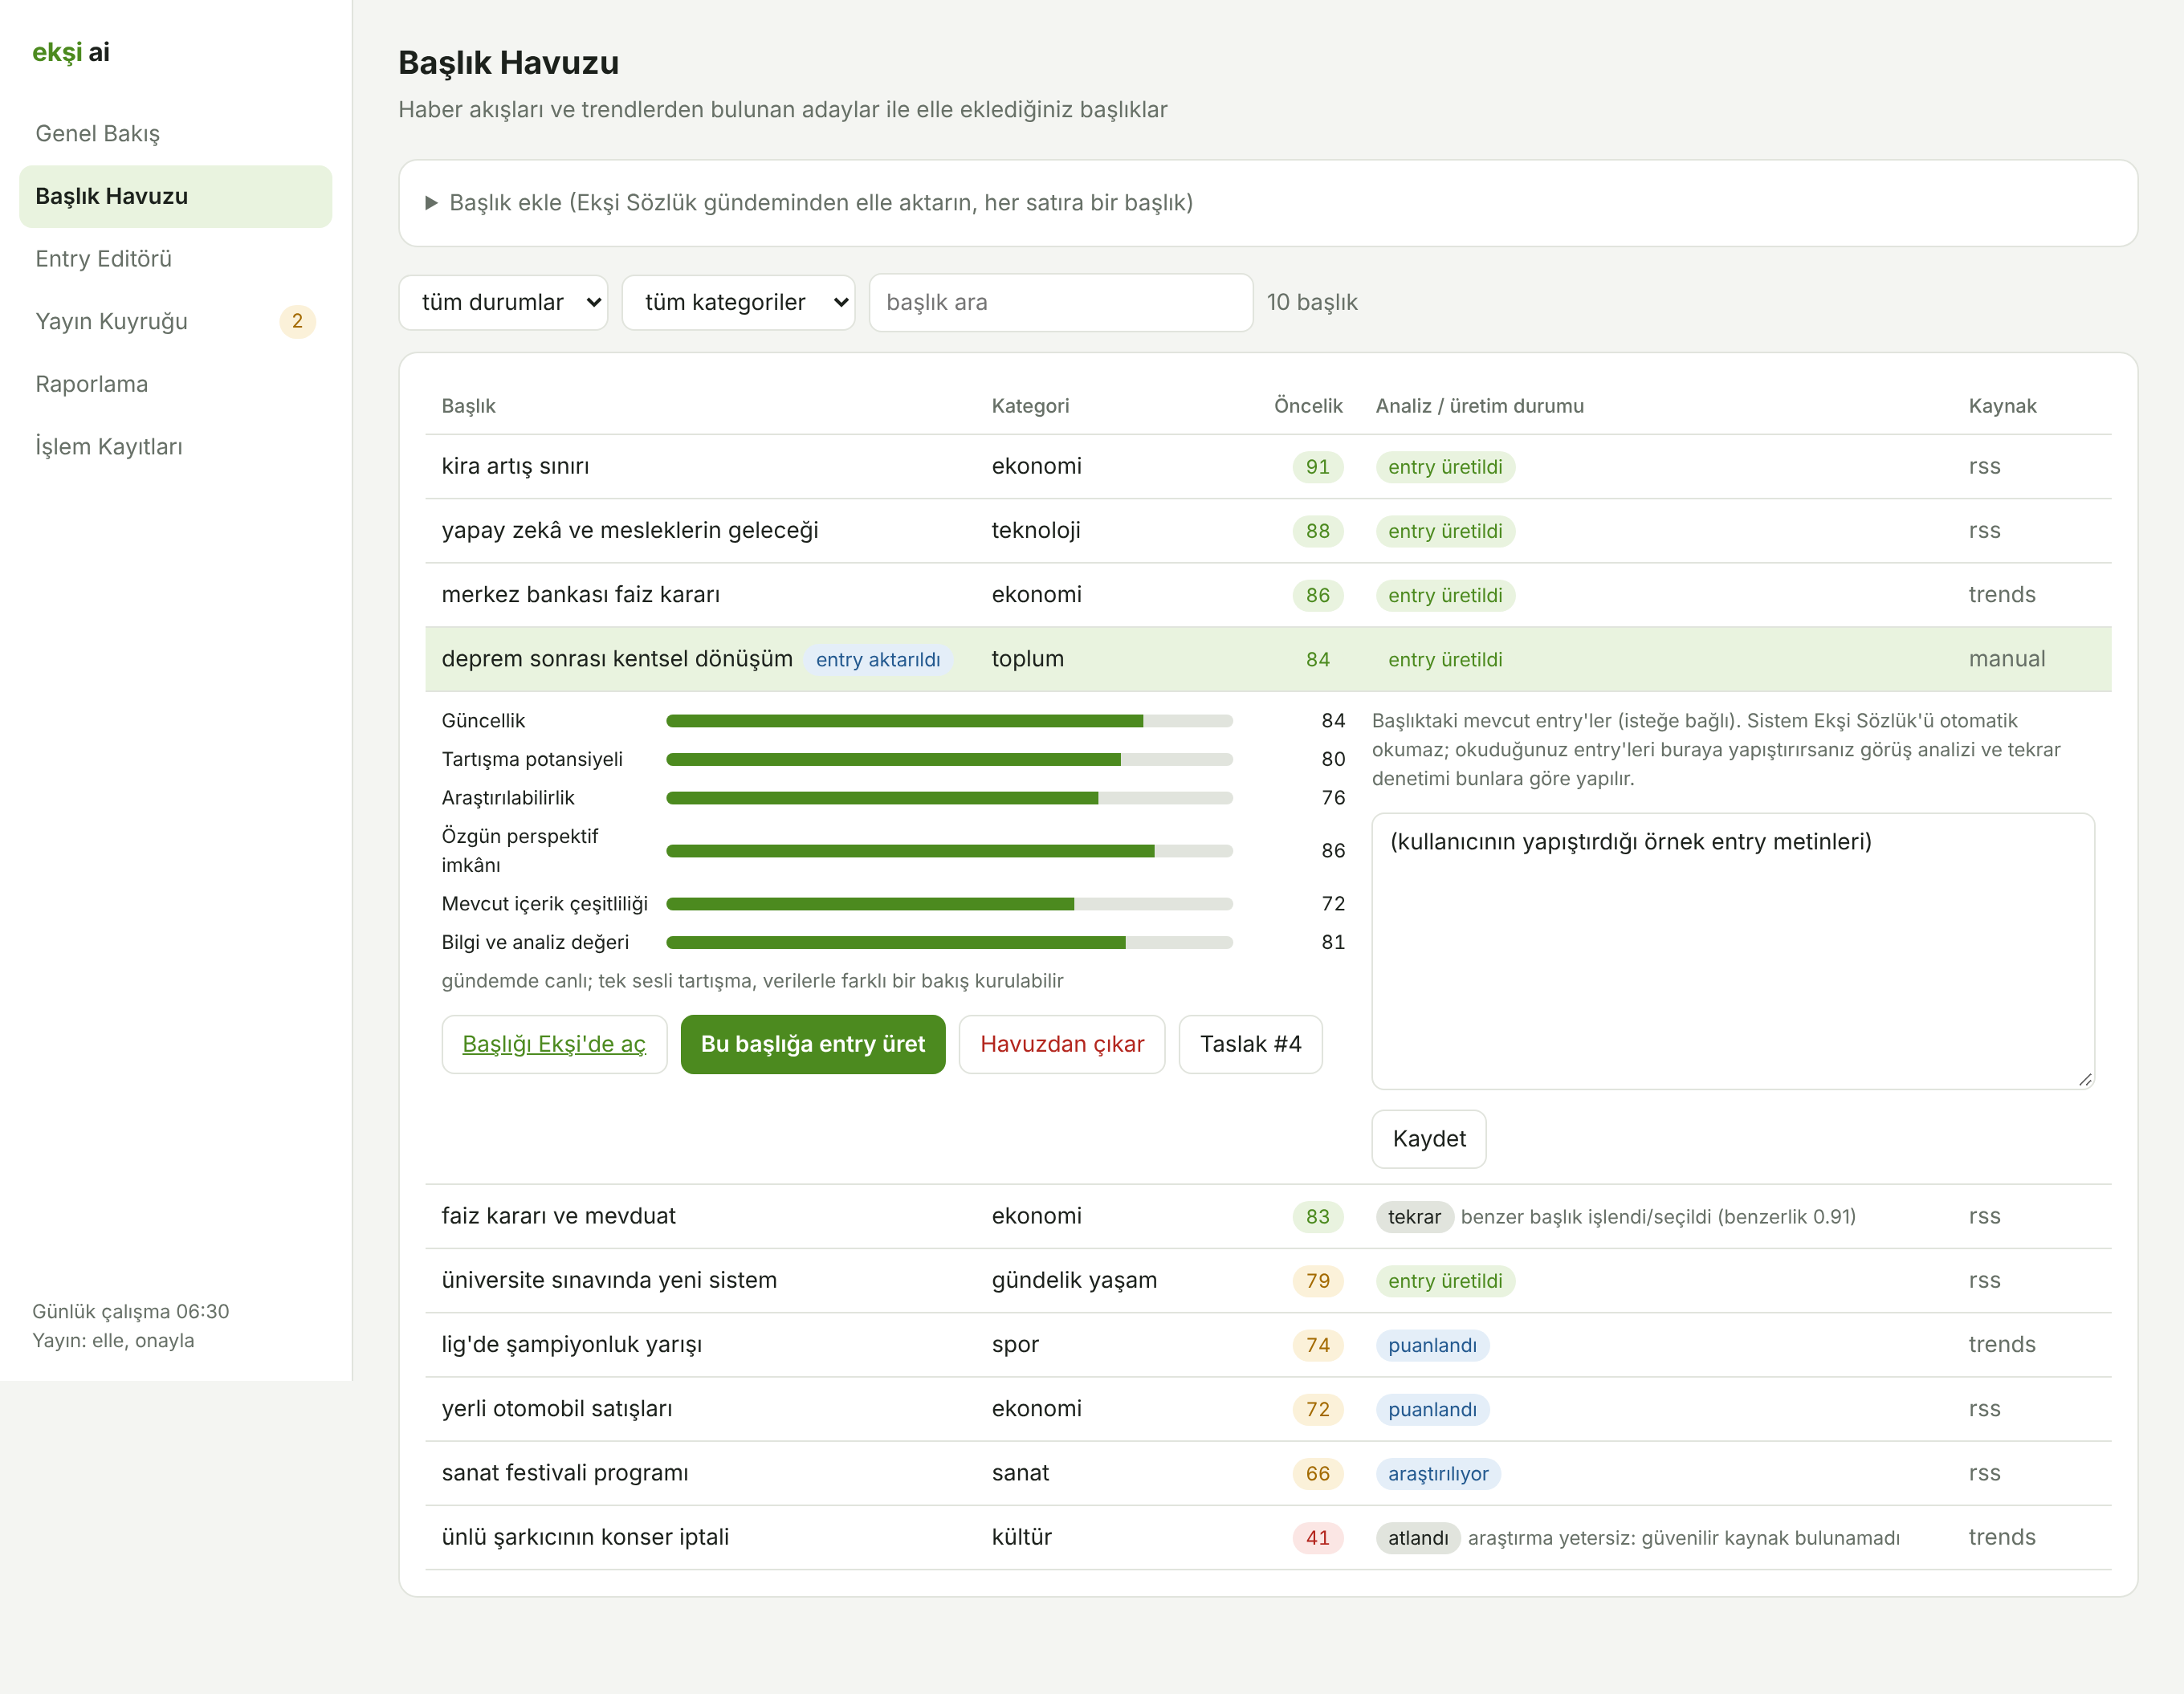 ekşi ai
Genel Bakış
Başlık Havuzu
Entry Editörü
Yayın Kuyruğu 2
Raporlama
İşlem Kayıtları
Günlük çalışma 06:30
Yayın: elle, onayla
Başlık Havuzu
Haber akışları ve trendlerden bulunan adaylar ile elle eklediğiniz başlıklar
Başlık ekle (Ekşi Sözlük gündeminden elle aktarın, her satıra bir başlık)
tüm durumlar tüm kategoriler başlık ara 10 başlık
Başlık Kategori Öncelik Analiz / üretim durumu Kaynak
kira artış sınırı ekonomi 91 entry üretildi rss
yapay zekâ ve mesleklerin geleceği teknoloji 88 entry üretildi rss
merkez bankası faiz kararı ekonomi 86 entry üretildi trends
deprem sonrası kentsel dönüşüm entry aktarıldı toplum 84 entry üretildi manual
Güncellik 84
Tartışma potansiyeli 80
Araştırılabilirlik 76
Özgün perspektif
imkânı 86
Mevcut içerik çeşitliliği 72
Bilgi ve analiz değeri 81
gündemde canlı; tek sesli tartışma, verilerle farklı bir bakış kurulabilir
Başlığı Ekşi'de aç Bu başlığa entry üret Havuzdan çıkar Taslak #4
Başlıktaki mevcut entry'ler (isteğe bağlı). Sistem Ekşi Sözlük'ü otomatik
okumaz; okuduğunuz entry'leri buraya yapıştırırsanız görüş analizi ve tekrar
denetimi bunlara göre yapılır.
(kullanıcının yapıştırdığı örnek entry metinleri)
Kaydet
faiz kararı ve mevduat ekonomi 83 tekrar benzer başlık işlendi/seçildi (benzerlik 0.91) rss
üniversite sınavında yeni sistem gündelik yaşam 79 entry üretildi rss
lig'de şampiyonluk yarışı spor 74 puanlandı trends
yerli otomobil satışları ekonomi 72 puanlandı rss
sanat festivali programı sanat 66 araştırılıyor rss
ünlü şarkıcının konser iptali kültür 41 atlandı araştırma yetersiz: güvenilir kaynak bulunamadı trends